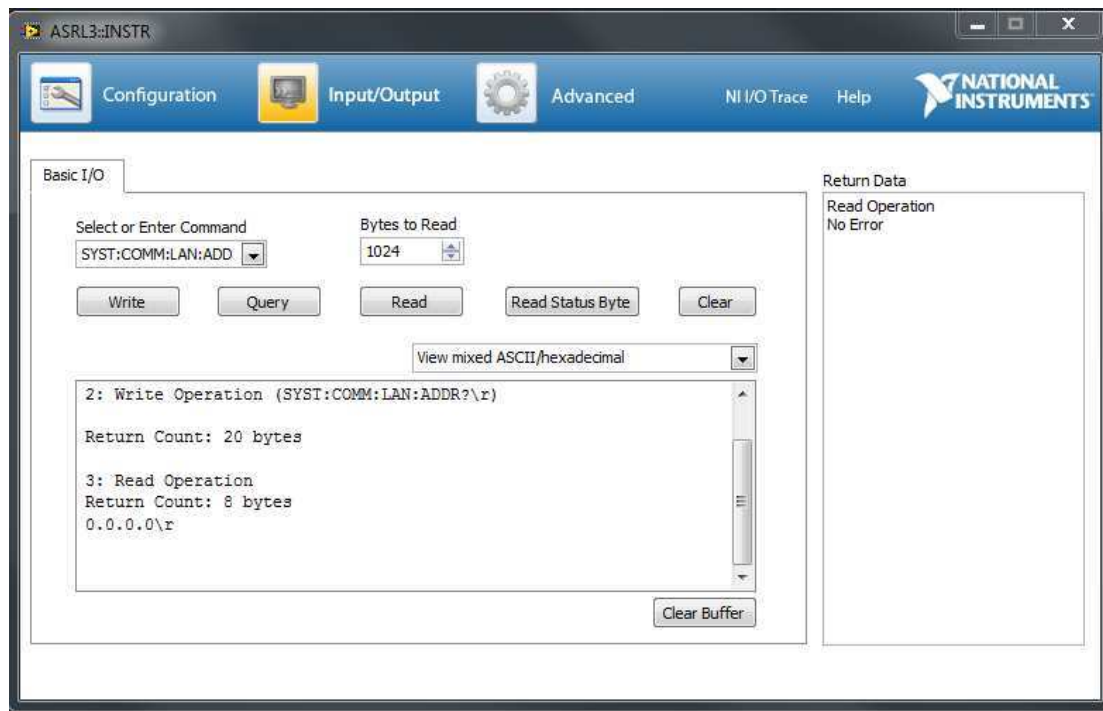 ASRL3::INSTR
Configuration Input/Output Advanced NI I/O Trace Help NATIONAL INSTRUMENTS
Basic I/O
Return Data
Select or Enter Command Bytes to Read
SYST:COMM:LAN:ADD 1024
Write Query Read Read Status Byte Clear
View mixed ASCII/hexadecimal
2: Write Operation (SYST:COMM:LAN:ADDR?\r)
Return Count: 20 bytes
3: Read Operation
Return Count: 8 bytes
0.0.0.0\r
Clear Buffer
Read Operation
No Error